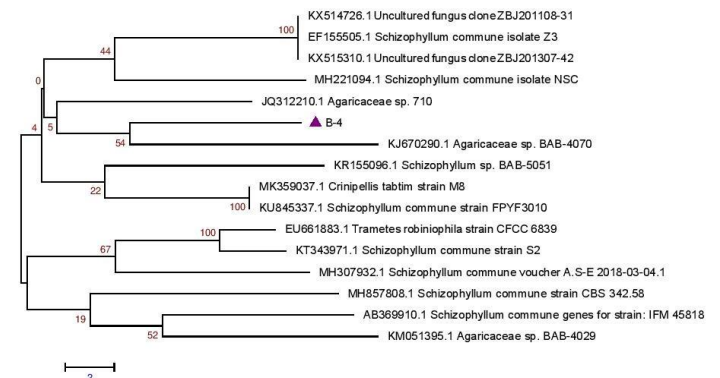 KX514726.1 Uncultured fungus clone ZBJ201108-31
100
EF155505.1 Schizophyllum commune isolate Z3
44
KX515310.1 Uncultured fungus clone ZBJ201307-42
0
MH221094.1 Schizophyllum commune isolate NSC
JQ312210.1 Agaricaceae sp. 710
4
5
B-4
54
KJ670290.1 Agaricaceae sp. BAB-4070
KR155096.1 Schizophyllum sp. BAB-5051
22
MK359037.1 Crinipellis tabtim strain M8
100
KU845337.1 Schizophyllum commune strain FPYF3010
EU661883.1 Trametes robiniophila strain CFCC 6839
100
67
KT343971.1 Schizophyllum commune strain S2
MH307932.1 Schizophyllum commune voucher A.S-E 2018-03-04.1
MH857808.1 Schizophyllum commune strain CBS 342.58
19
AB369910.1 Schizophyllum commune genes for strain: IFM 45818
52
KM051395.1 Agaricaceae sp. BAB-4029